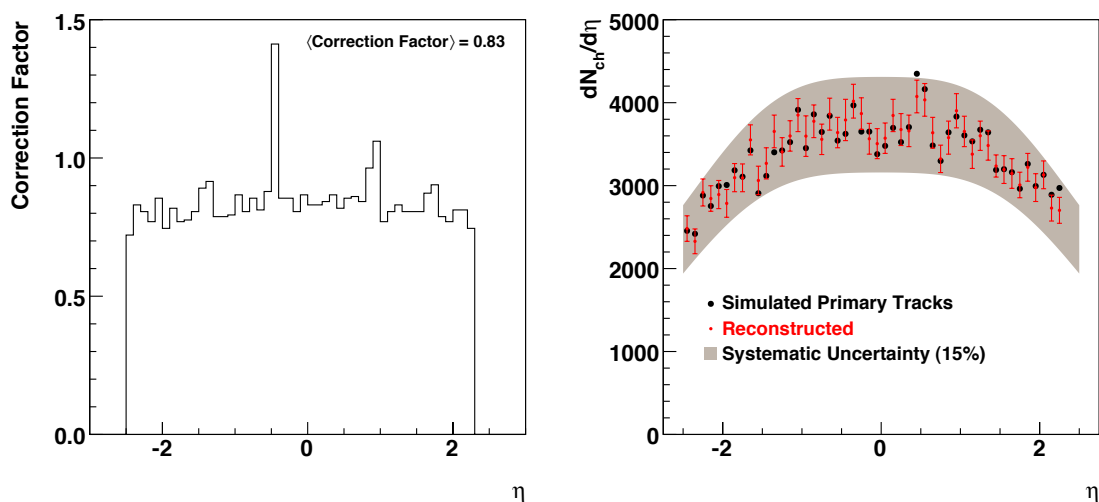 Correction Factor
1.5
1.0
0.5
0.0
-2
0
2
η
⟨Correction Factor⟩ = 0.83
dN_ch/dη
5000
4000
3000
2000
1000
0
-2
0
2
η
Simulated Primary Tracks
Reconstructed
Systematic Uncertainty (15%)